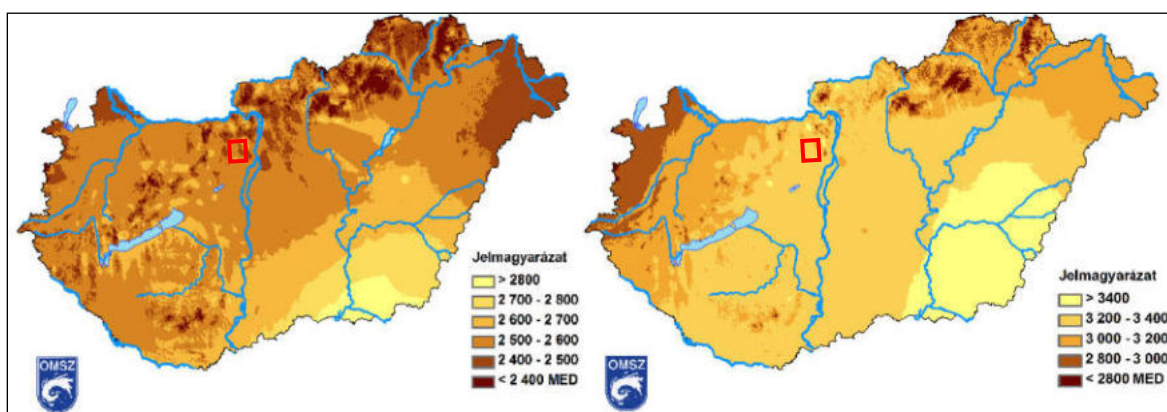 Jelmagyarázat
> 2800
2 700 - 2 800
2 600 - 2 700
2 500 - 2 600
2 400 - 2 500
< 2 400 MED
OMSZ
Jelmagyarázat
> 3400
3 200 - 3 400
3 000 - 3 200
2 800 - 3 000
< 2800 MED
OMSZ